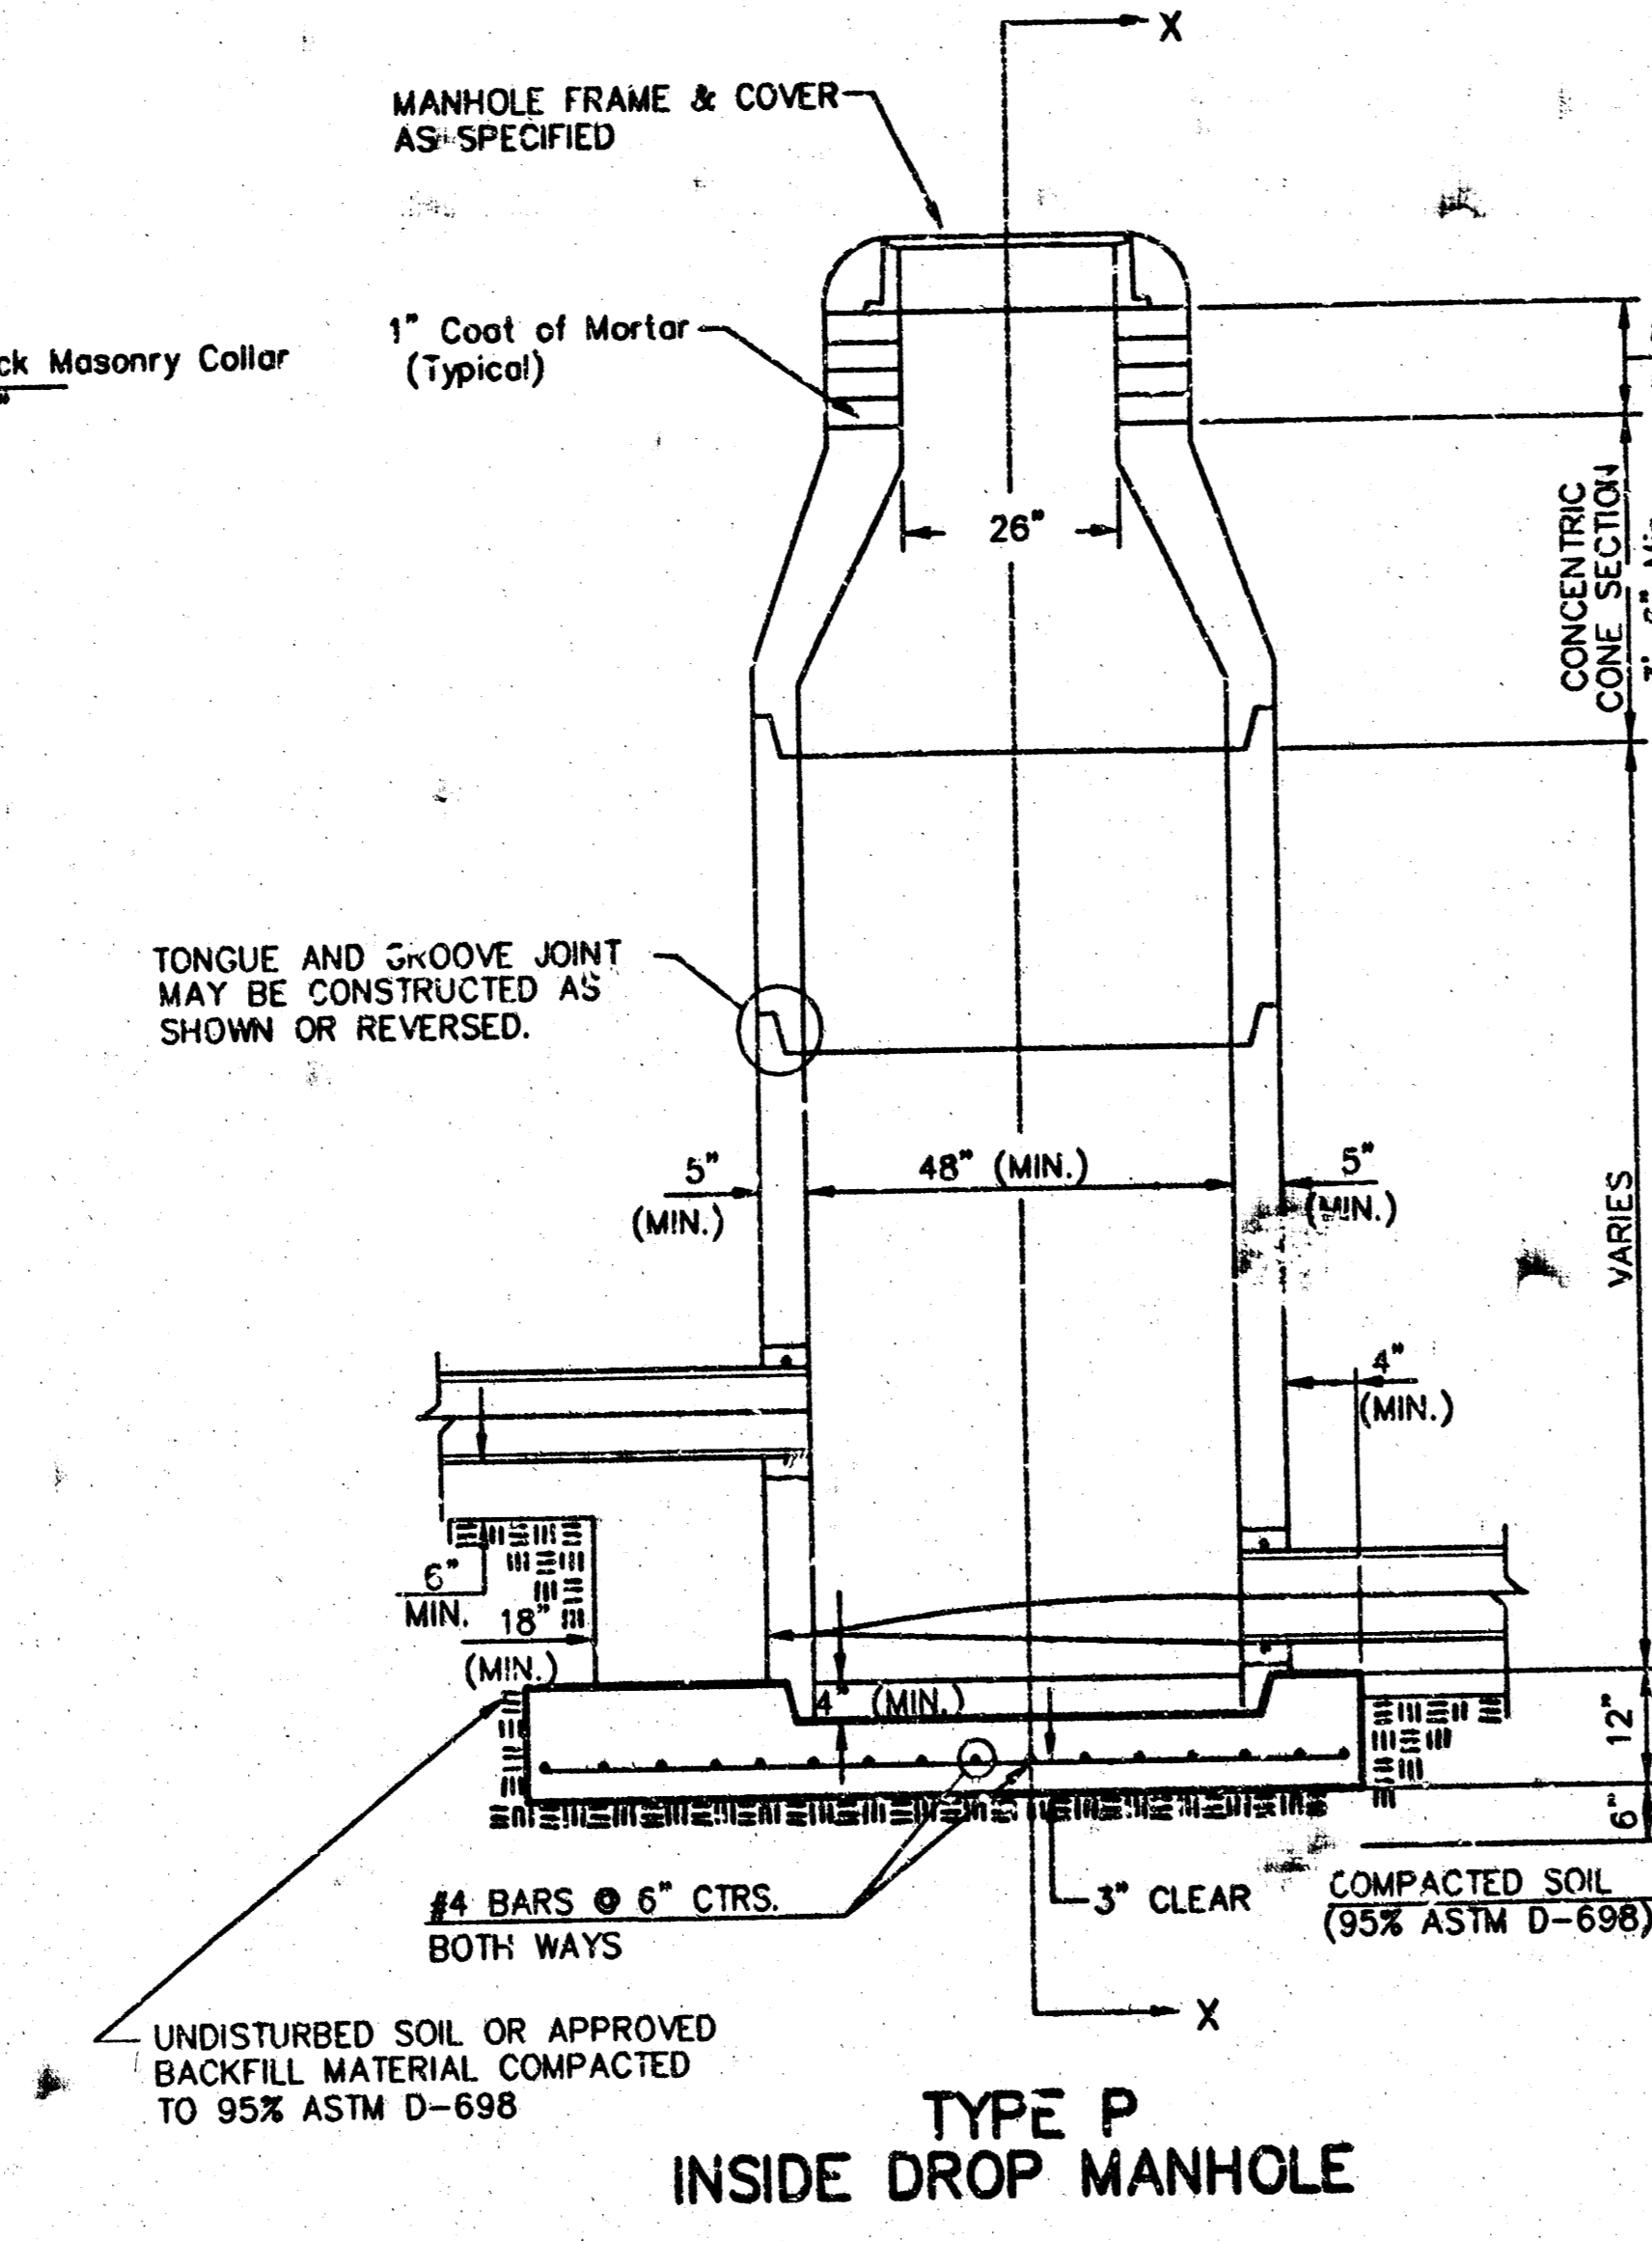 X
MANHOLE FRAME & COVER
AS SPECIFIED
1" Coat of Mortar
(Typical)
ck Masonry Collar
26"
CONCENTRIC
CONE SECTION
TONGUE AND GROOVE JOINT
MAY BE CONSTRUCTED AS
SHOWN OR REVERSED.
5"
(MIN.)
48" (MIN.)
5"
(MIN.)
VARIES
4"
(MIN.)
6"
MIN.
18"
(MIN.)
4" (MIN.)
12"
6"
#4 BARS @ 6" CTRS.
BOTH WAYS
3" CLEAR
COMPACTED SOIL
(95% ASTM D-698)
X
UNDISTURBED SOIL OR APPROVED
BACKFILL MATERIAL COMPACTED
TO 95% ASTM D-698
TYPE P
INSIDE DROP MANHOLE